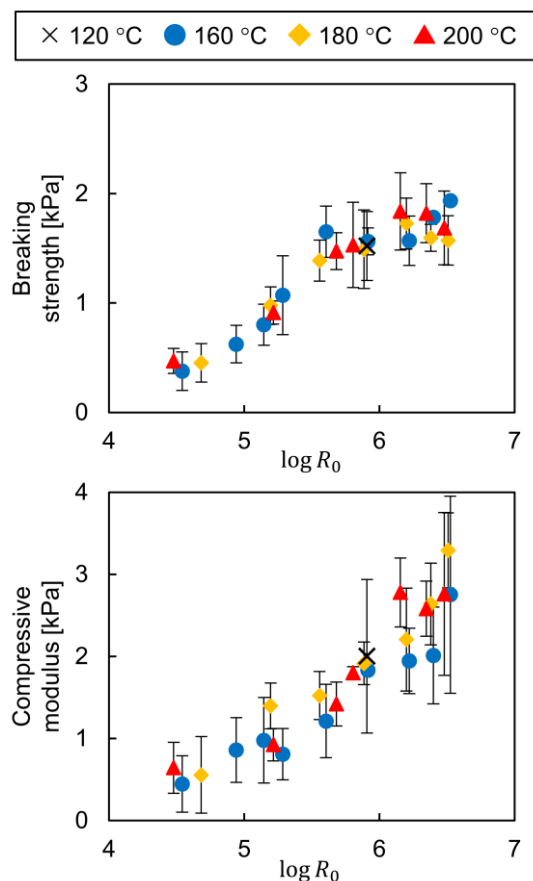 × 120 °C ● 160 °C ◆ 180 °C ▲ 200 °C
3
2
1
0
Breaking
strength [kPa]
4 5 6 7
log R₀
4
3
2
1
0
Compressive
modulus [kPa]
4 5 6 7
log R₀